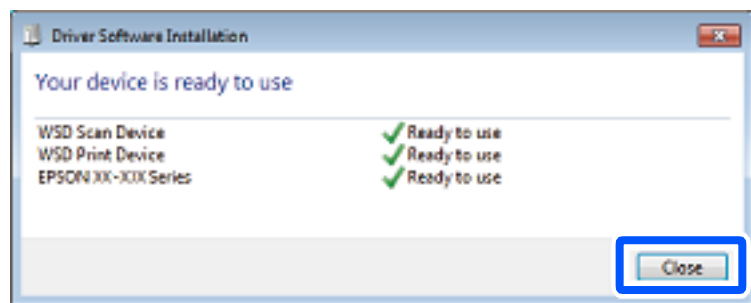 Driver Software Installation
Your device is ready to use
WSD Scan Device Ready to use
WSD Print Device Ready to use
EPSON XX-XXX Series Ready to use
Close